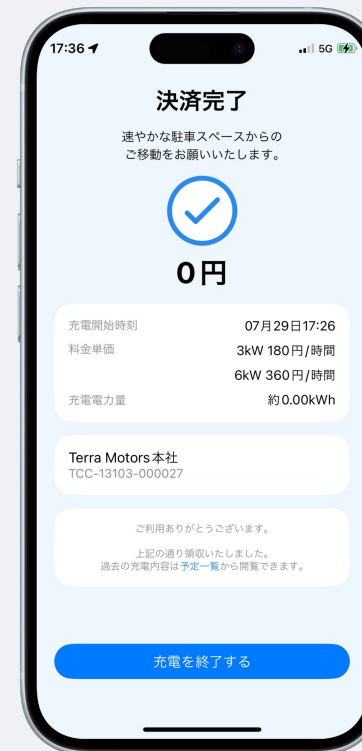 17:36
5G
決済完了
速やかな駐車スペースからの
ご移動をお願いいたします。
0円
充電開始時刻 07月29日17:26
料金単価 3kW 180円/時間
6kW 360円/時間
充電電力量 約0.00kWh
Terra Motors本社
TCC-13103-000027
ご利用ありがとうございます。
上記の通り領収いたしました。
過去の充電内容は予定一覧から開覧できます。
充電を終了する